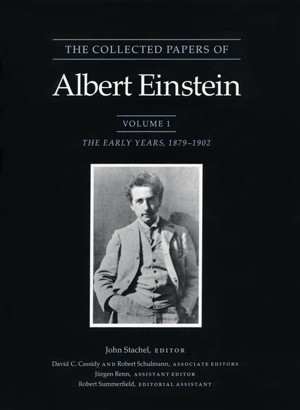 THE COLLECTED PAPERS OF
Albert Einstein
VOLUME 1
THE EARLY YEARS, 1879–1902
John Stachel, EDITOR
David C. Cassidy AND Robert Schulmann, ASSOCIATE EDITORS
Jürgen Renn, ASSISTANT EDITOR
Robert Summerfield, EDITORIAL ASSISTANT